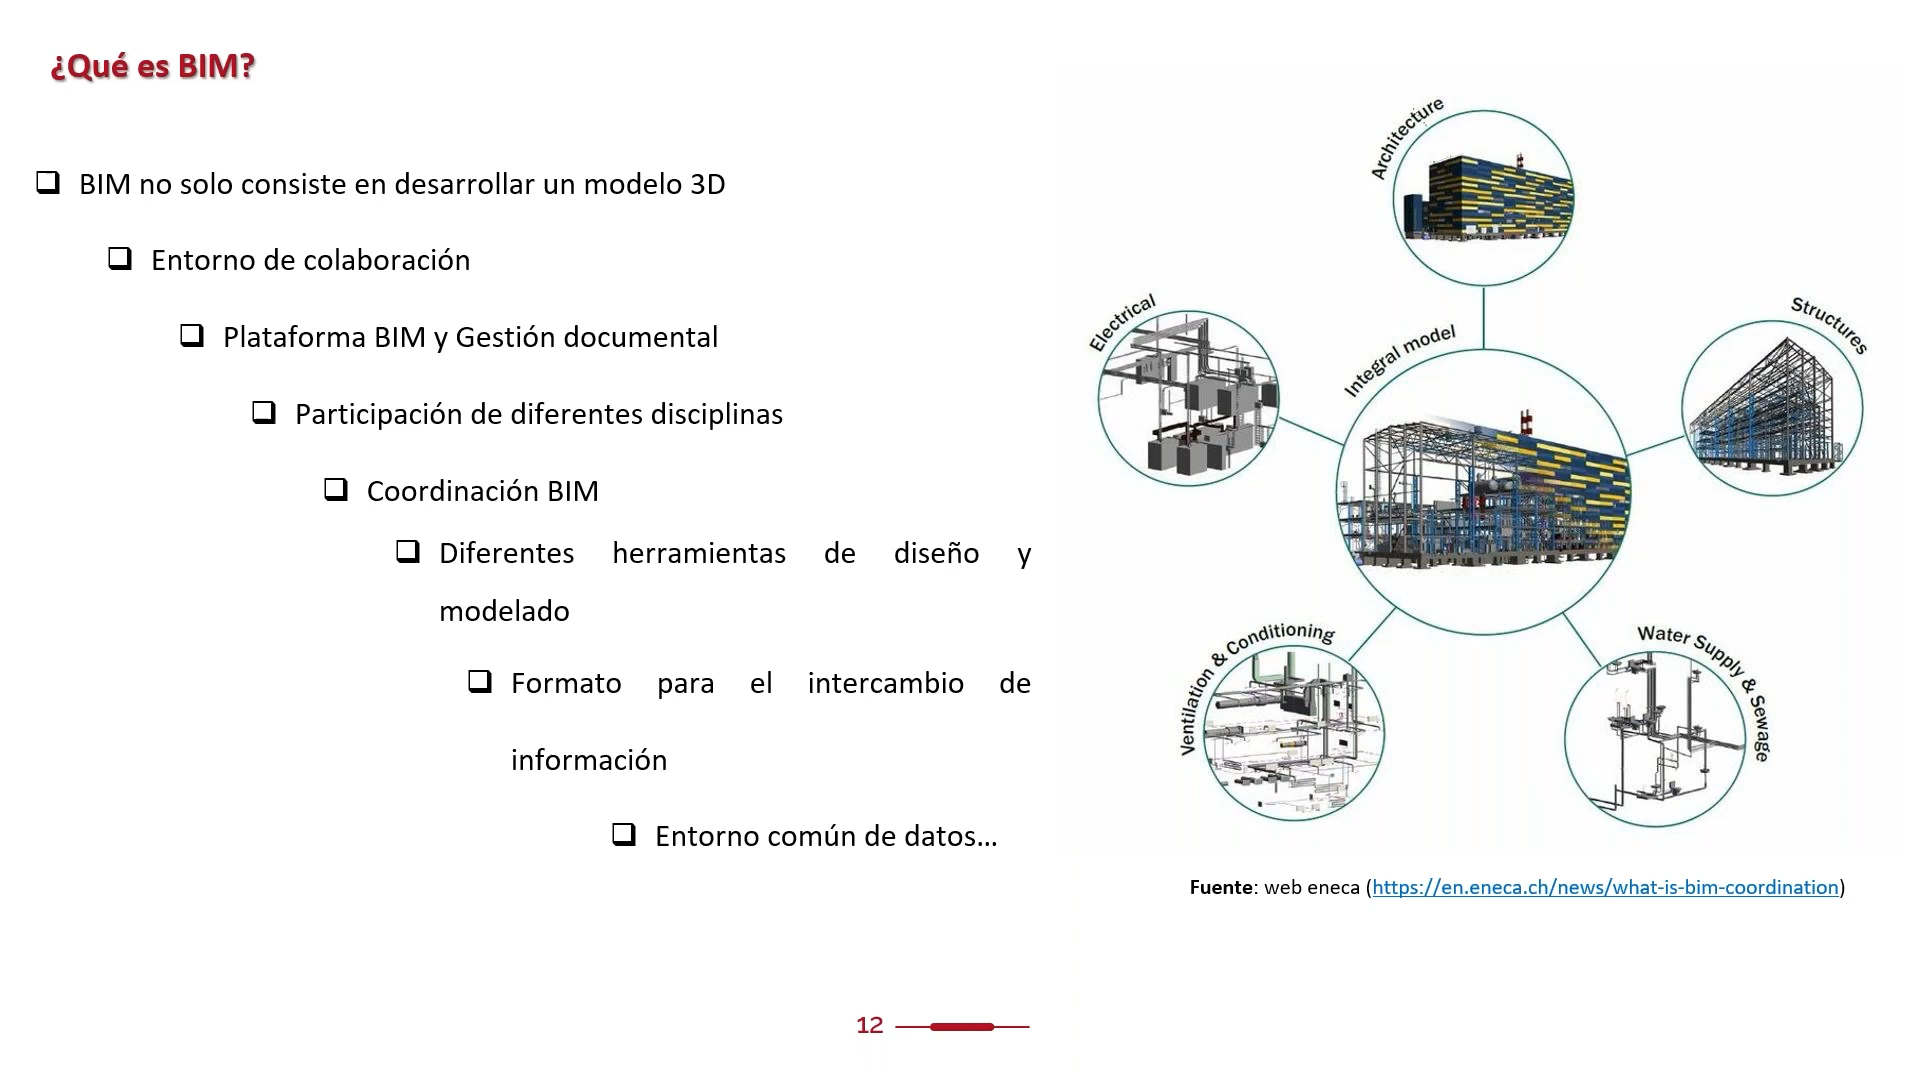 ¿Qué es BIM?
❑ BIM no solo consiste en desarrollar un modelo 3D
❑ Entorno de colaboración
❑ Plataforma BIM y Gestión documental
❑ Participación de diferentes disciplinas
❑ Coordinación BIM
❑ Diferentes herramientas de diseño y
modelado
❑ Formato para el intercambio de
información
❑ Entorno común de datos...
Architecture
Electrical
Integral model
Structures
Ventilation & Conditioning
Water Supply & Sewage
Fuente: web eneca (https://en.eneca.ch/news/what-is-bim-coordination)
12